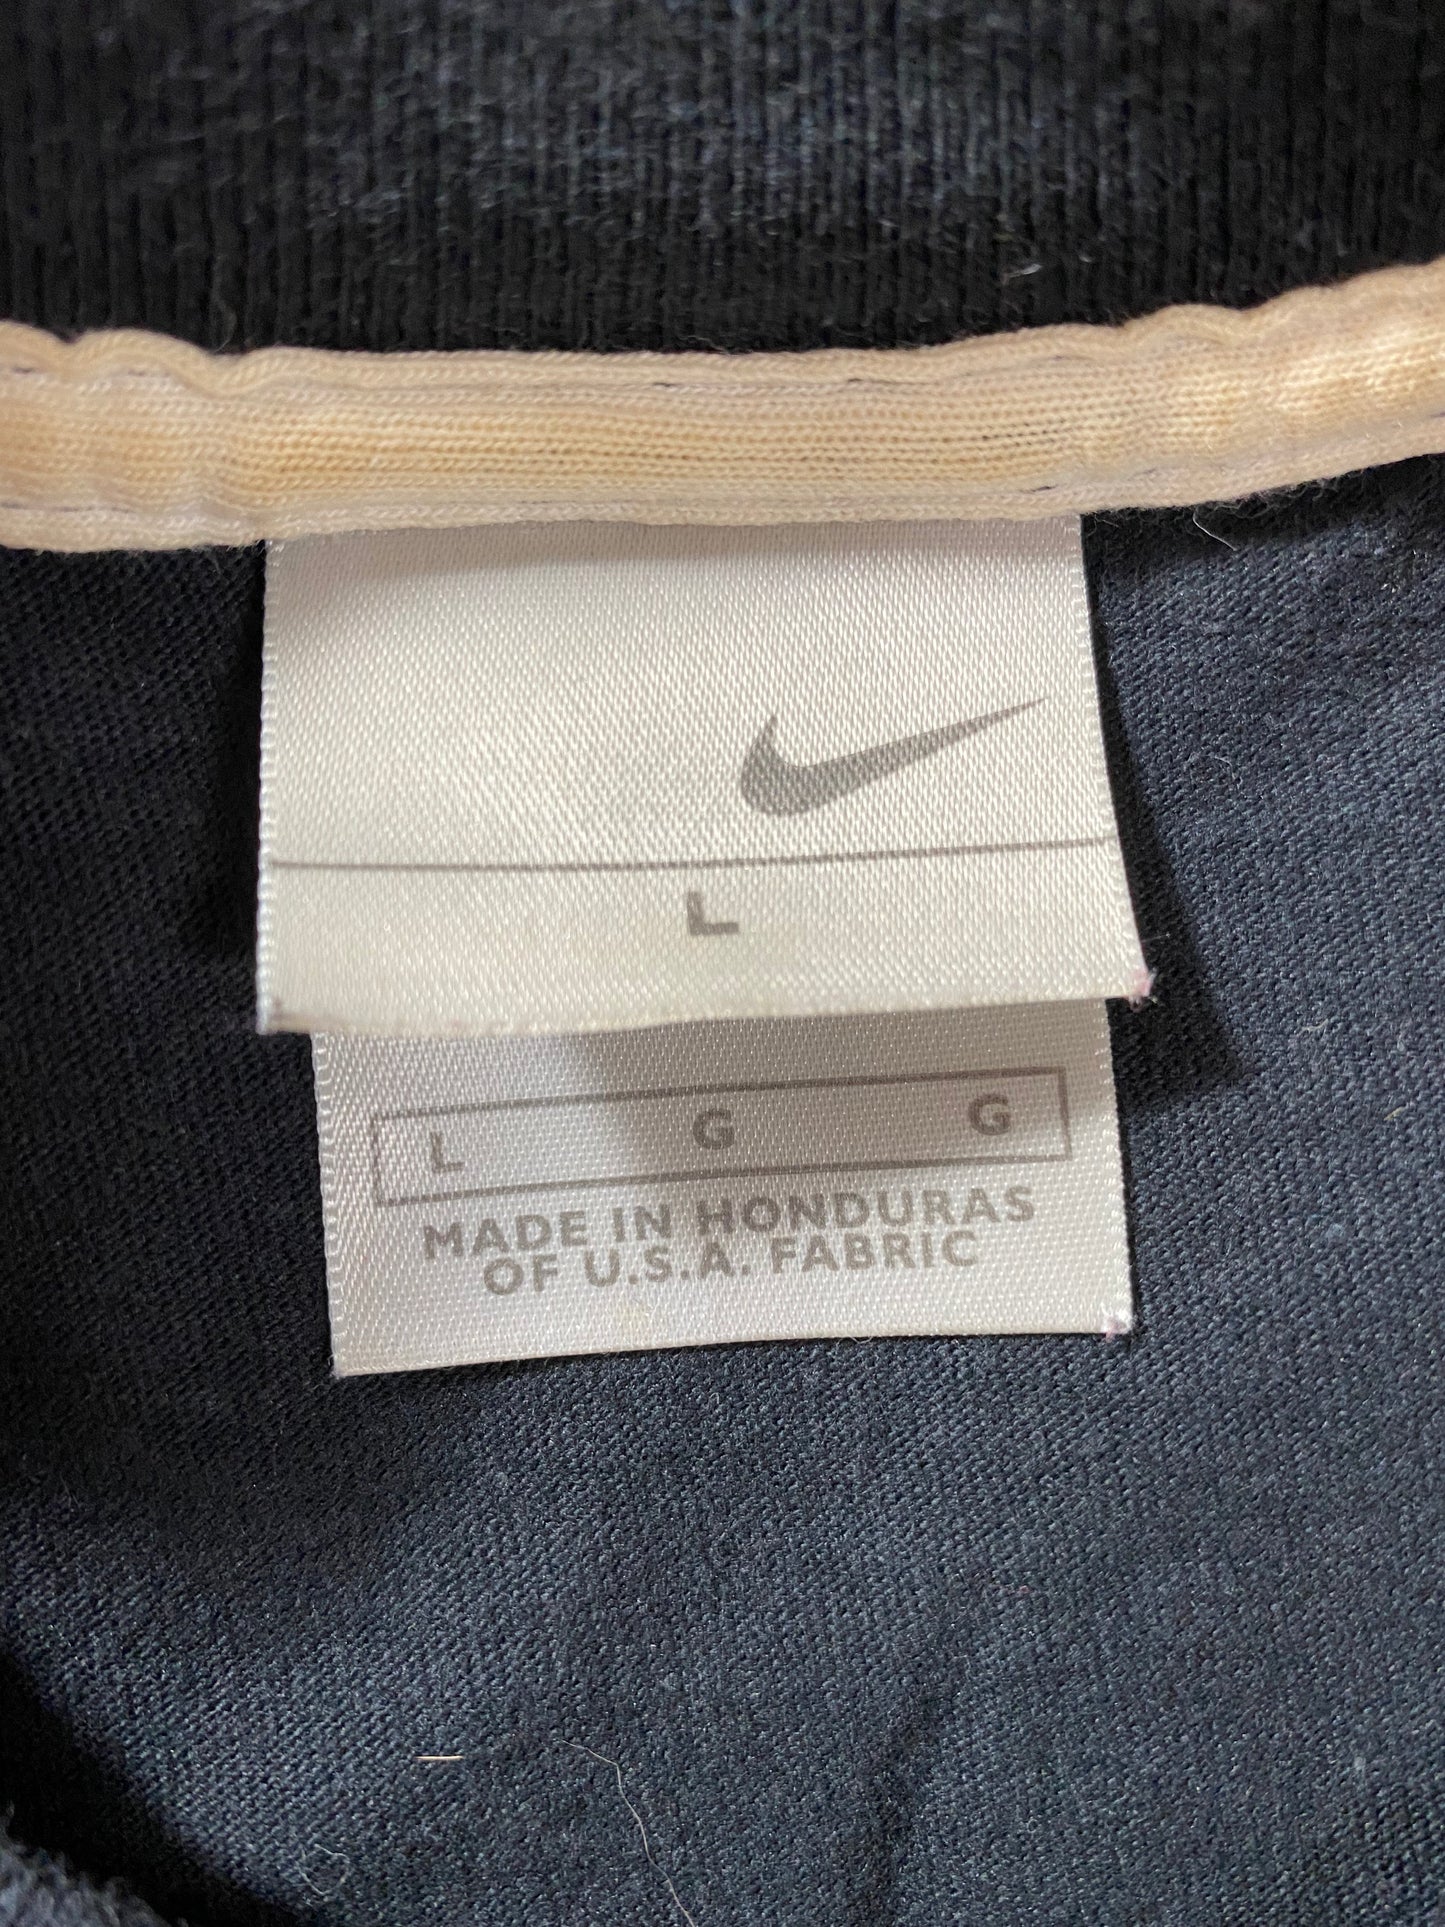 L
L G G
MADE IN HONDURAS
OF U.S.A. FABRIC